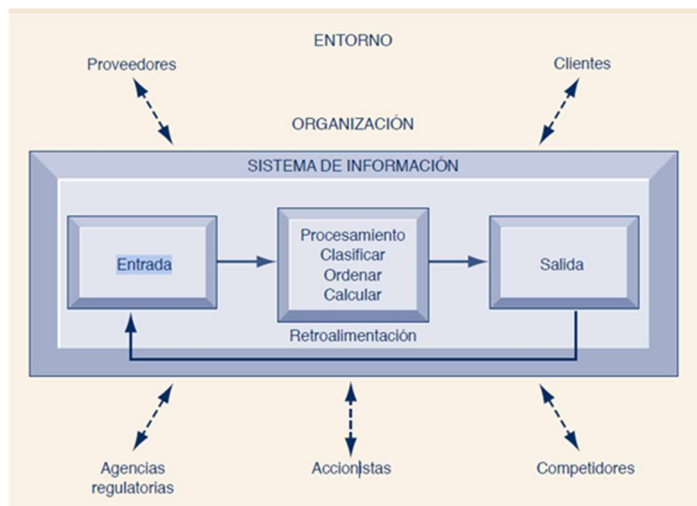 ENTORNO
Proveedores
Clientes
ORGANIZACIÓN
SISTEMA DE INFORMACIÓN
Entrada
Procesamiento
Clasificar
Ordenar
Calcular
Salida
Retroalimentación
Agencias
regulatorias
Accionistas
Competidores